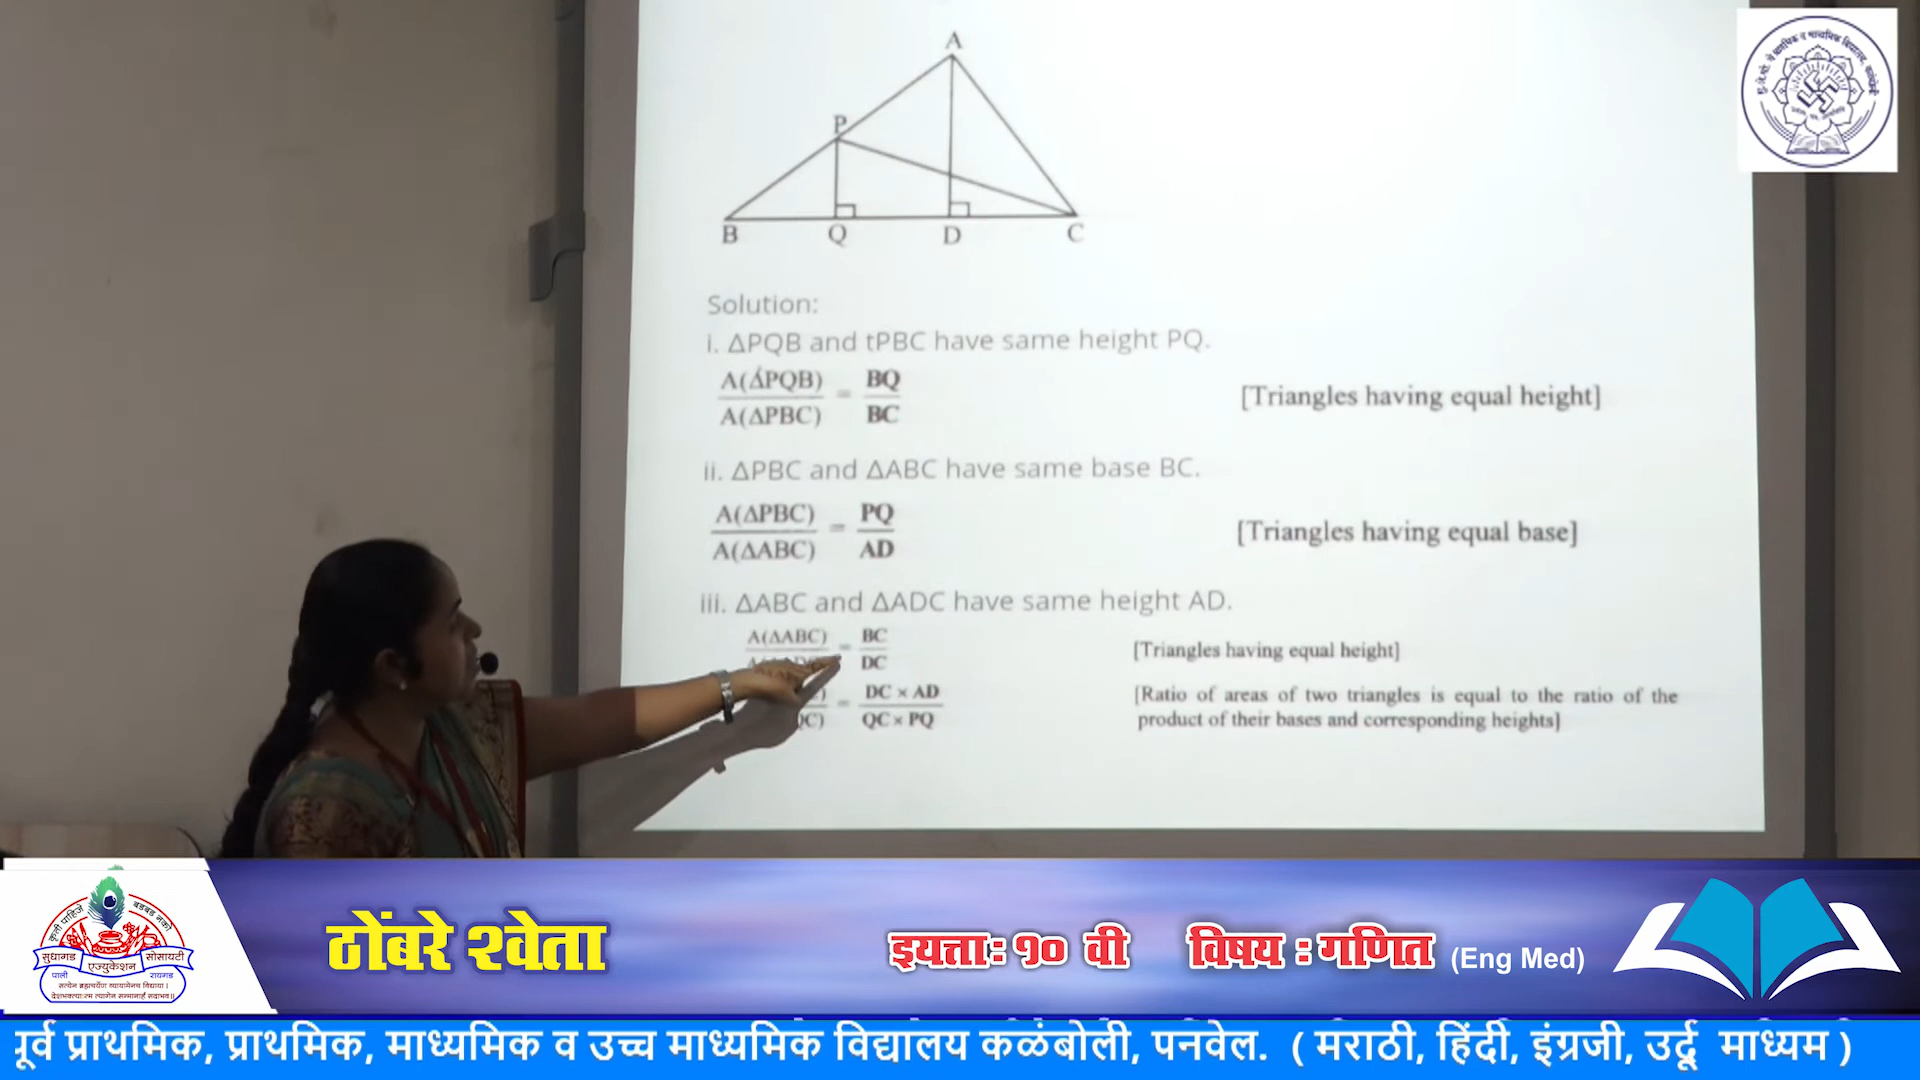 A
P
B Q D C
Solution:
i. ΔPQB and tPBC have same height PQ.
A(ΔPQB) = BQ [Triangles having equal height]
A(ΔPBC) BC
ii. ΔPBC and ΔABC have same base BC.
A(ΔPBC) = PQ [Triangles having equal base]
A(ΔABC) AD
iii. ΔABC and ΔADC have same height AD.
A(ΔABC) = BC [Triangles having equal height]
DC
= DC × AD [Ratio of areas of two triangles is equal to the ratio of the
QC × PQ product of their bases and corresponding heights]
कृती पाहिजे बडबड नको
सुधागड सोसायटी
एज्युकेशन
पाली रायगड
ठोंबरे श्वेता
इयत्ता: १० वी विषय : गणित (Eng Med)
पूर्व प्राथमिक, प्राथमिक, माध्यमिक व उच्च माध्यमिक विद्यालय कळंबोली, पनवेल. ( मराठी, हिंदी, इंग्रजी, उर्दू माध्यम )